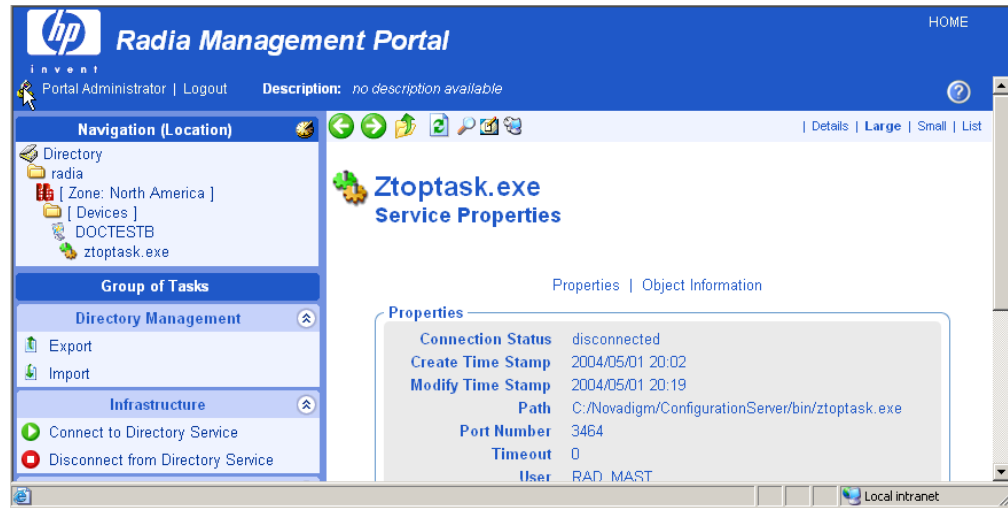 hp
invent
Radia Management Portal
HOME
Portal Administrator | Logout
Description: no description available
?
Navigation (Location)
Directory
radia
[ Zone: North America ]
[ Devices ]
DOCTESTB
ztoptask.exe
Group of Tasks
Directory Management
Export
Import
Infrastructure
Connect to Directory Service
Disconnect from Directory Service
| Details | Large | Small | List
Ztoptask.exe
Service Properties
Properties | Object Information
Properties
Connection Status disconnected
Create Time Stamp 2004/05/01 20:02
Modify Time Stamp 2004/05/01 20:19
Path C:/Novadigm/ConfigurationServer/bin/ztoptask.exe
Port Number 3464
Timeout 0
User RAD_MAST
Local intranet